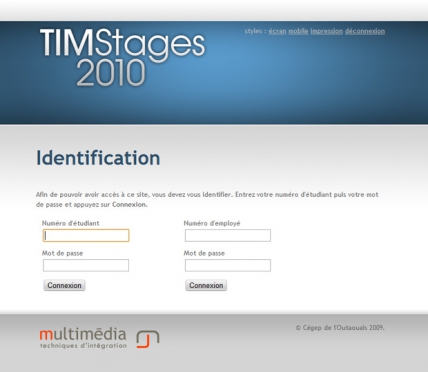 TIMStages
2010
styles : écran mobile impression déconnexion
Identification
Afin de pouvoir avoir accès à ce site, vous devez vous identifier. Entrez votre numéro d'étudiant puis votre mot
de passe et appuyez sur Connexion.
Numéro d'étudiant
Numéro d'employé
Mot de passe
Mot de passe
Connexion
Connexion
multimédia
techniques d'intégration
© Cégep de l'Outaouais 2009.